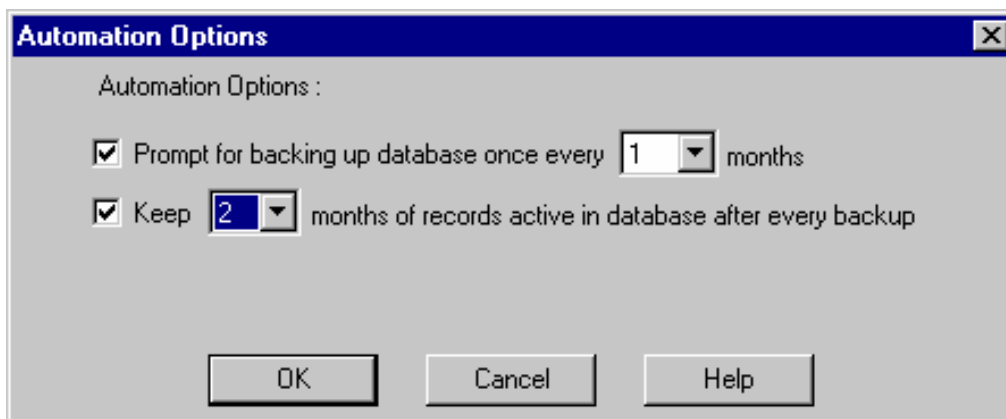 Automation Options
Automation Options :
Prompt for backing up database once every 1 months
Keep 2 months of records active in database after every backup
OK Cancel Help